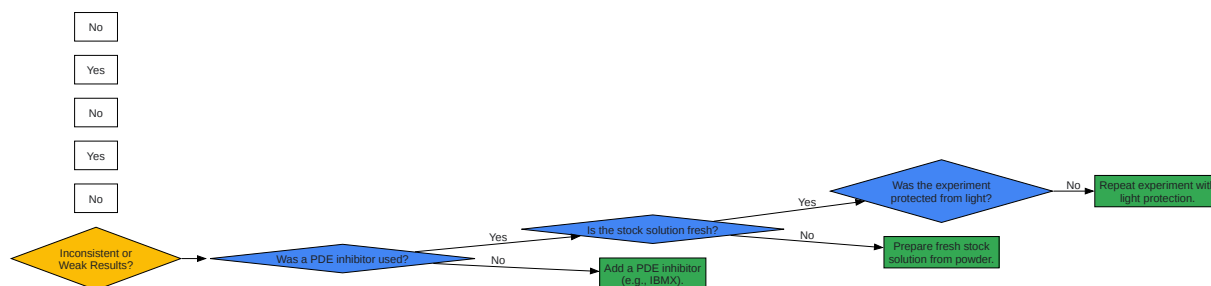 No
Yes
No
Yes
No
Inconsistent or
Weak Results?
Was a PDE inhibitor used?
Yes
No
Add a PDE inhibitor
(e.g., IBMX).
Is the stock solution fresh?
Yes
No
Prepare fresh stock
solution from powder.
Was the experiment
protected from light?
No
Repeat experiment with
light protection.